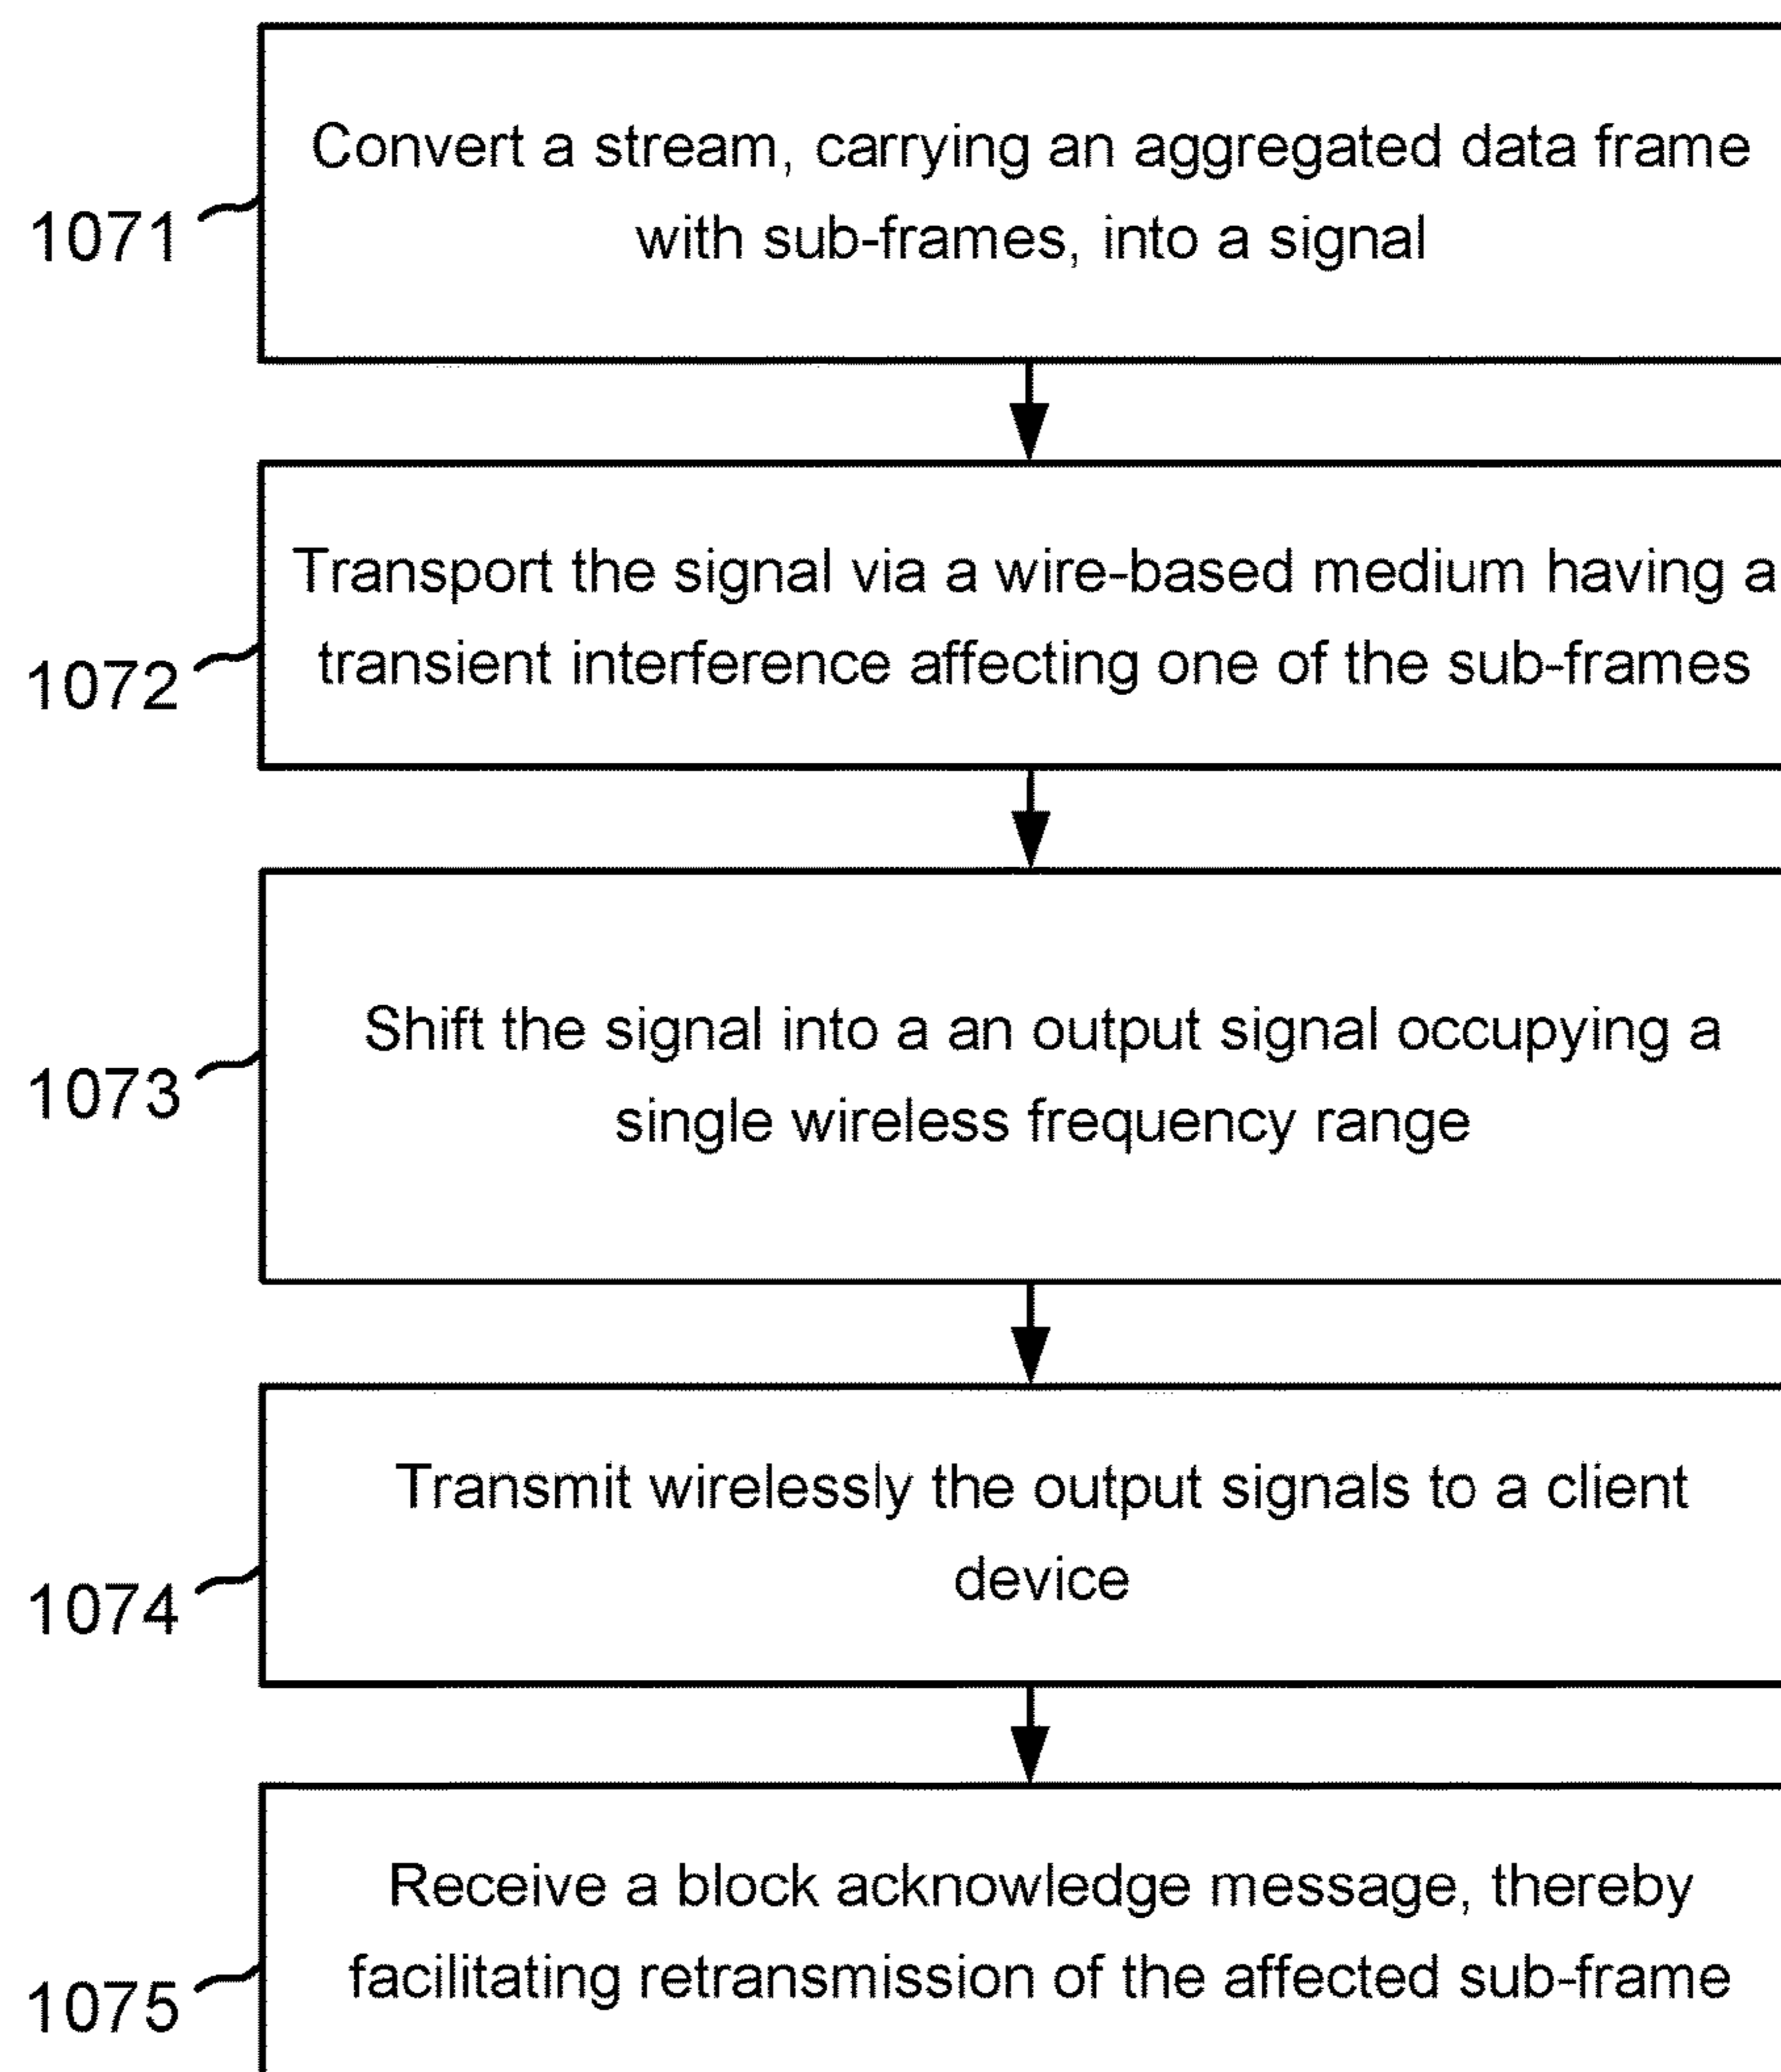 Convert a stream, carrying an aggregated data frame
with sub-frames, into a signal
1071
Transport the signal via a wire-based medium having a
transient interference affecting one of the sub-frames
1072
Shift the signal into a an output signal occupying a
single wireless frequency range
1073
Transmit wirelessly the output signals to a client
device
1074
Receive a block acknowledge message, thereby
facilitating retransmission of the affected sub-frame
1075